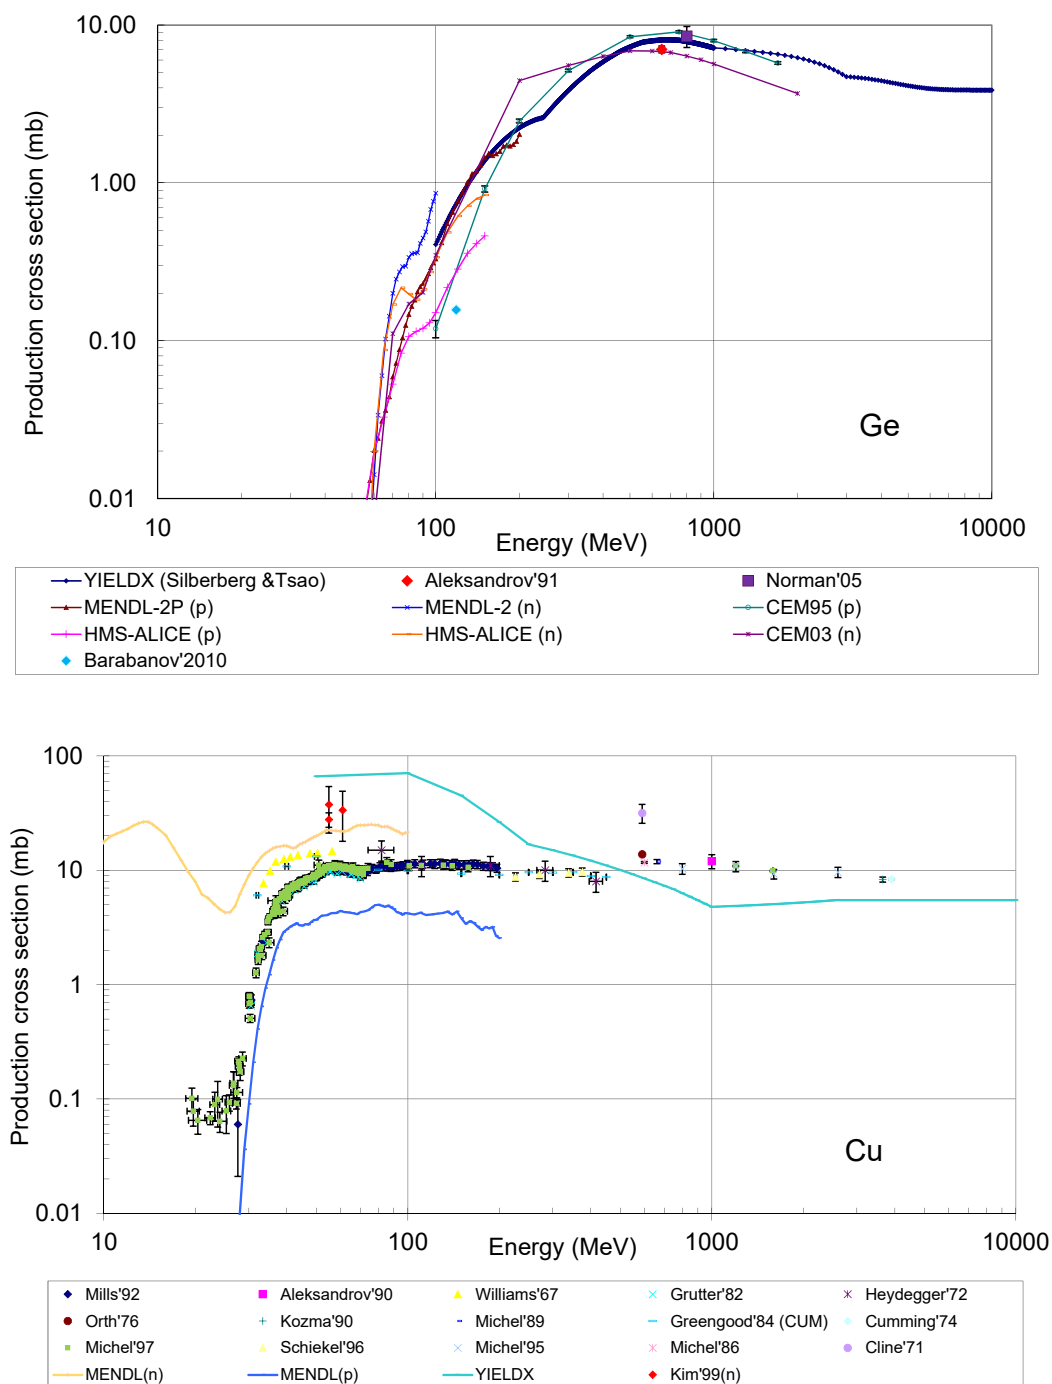 10.00
1.00
0.10
0.01
Production cross section (mb)
Ge
10 100 1000 10000
Energy (MeV)
YIELDX (Silberberg &Tsao) Aleksandrov'91 Norman'05
MENDL-2P (p) MENDL-2 (n) CEM95 (p)
HMS-ALICE (p) HMS-ALICE (n) CEM03 (n)
Barabanov'2010
100
10
1
0.1
0.01
Production cross section (mb)
Cu
10 100 1000 10000
Energy (MeV)
Mills'92 Aleksandrov'90 Williams'67 Grutter'82 Heydegger'72
Orth'76 Kozma'90 Michel'89 Greengood'84 (CUM) Cumming'74
Michel'97 Schiekel'96 Michel'95 Michel'86 Cline'71
MENDL(n) MENDL(p) YIELDX Kim'99(n)